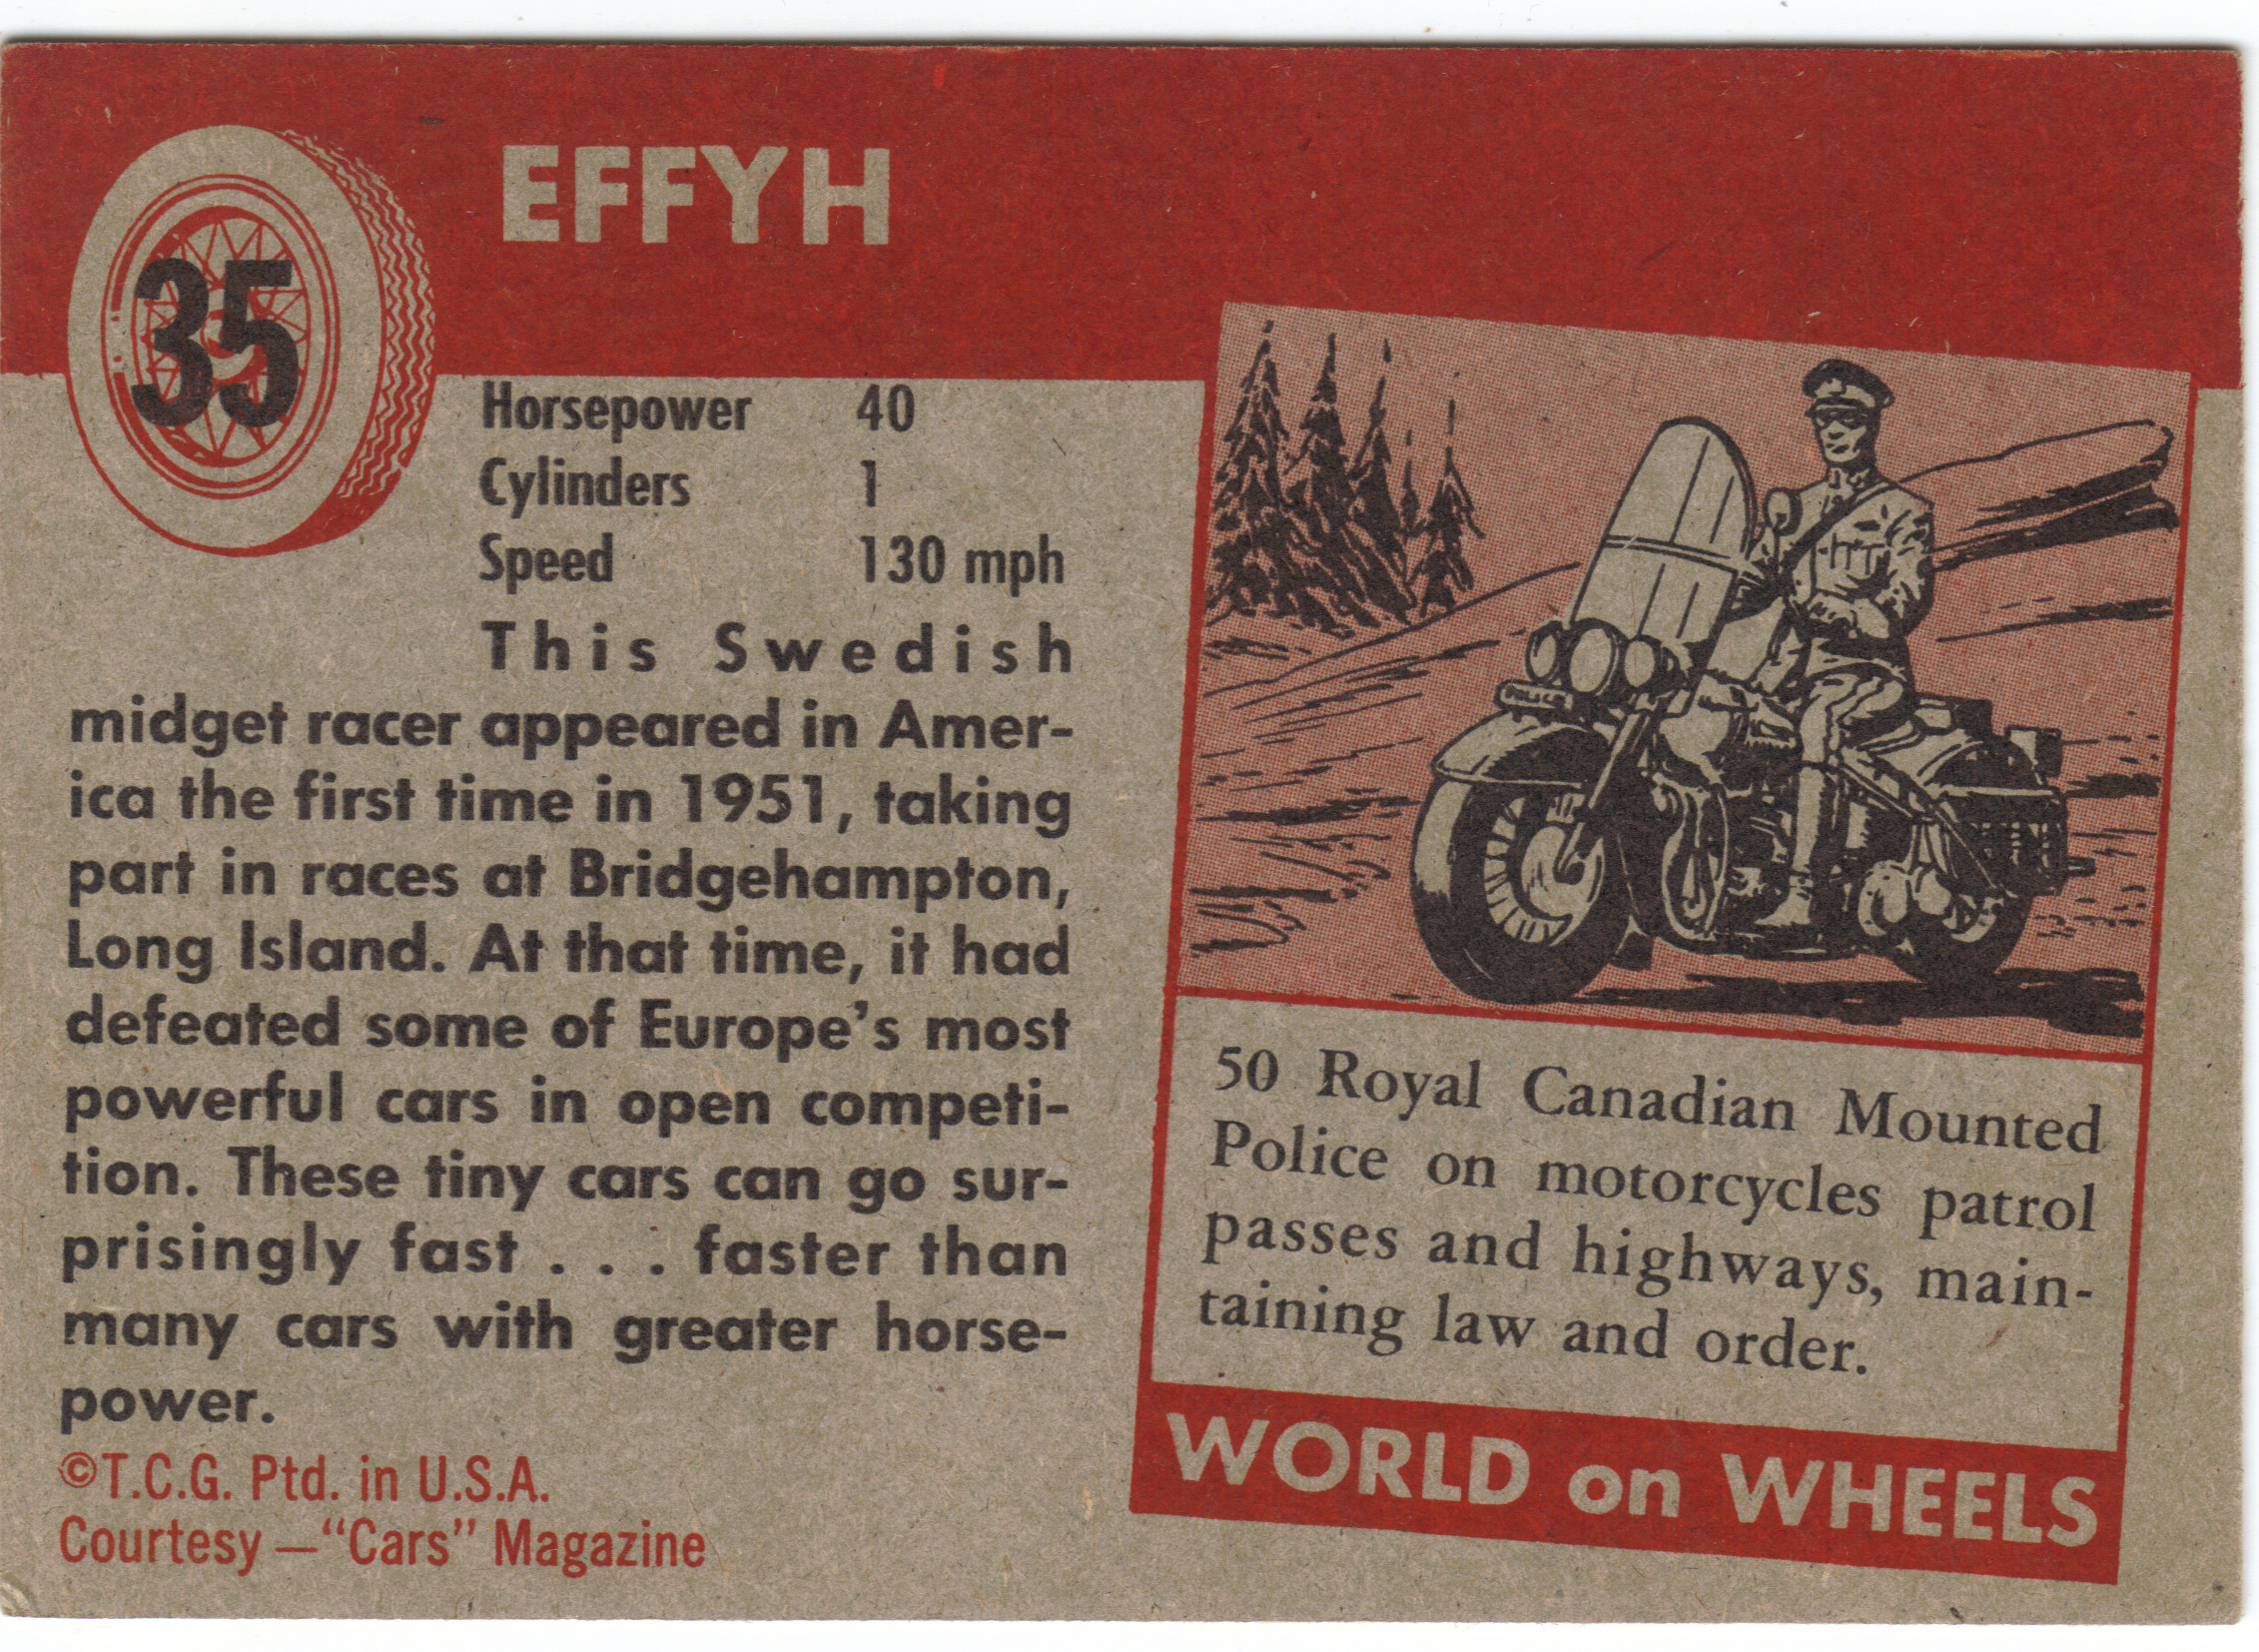 35
EFFYH
Horsepower 40
Cylinders 1
Speed 130 mph
This Swedish
midget racer appeared in Amer-
ica the first time in 1951, taking
part in races at Bridgehampton,
Long Island. At that time, it had
defeated some of Europe's most
powerful cars in open competi-
tion. These tiny cars can go sur-
prisingly fast . . . faster than
many cars with greater horse-
power.
©T.C.G. Ptd. in U.S.A.
Courtesy—"Cars" Magazine
POLICE
50 Royal Canadian Mounted
Police on motorcycles patrol
passes and highways, main-
taining law and order.
WORLD on WHEELS